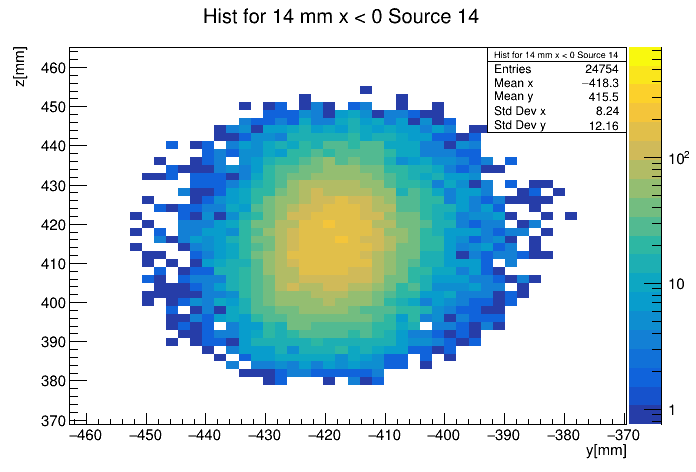 Hist for 14 mm x < 0 Source 14
z[mm]
Hist for 14 mm x < 0 Source 14
Entries 24754
Mean x −418.3
Mean y 415.5
Std Dev x 8.24
Std Dev y 12.16
460
450
440
430
420
410
400
390
380
370
10²
10
1
−460 −450 −440 −430 −420 −410 −400 −390 −380 −370
y[mm]